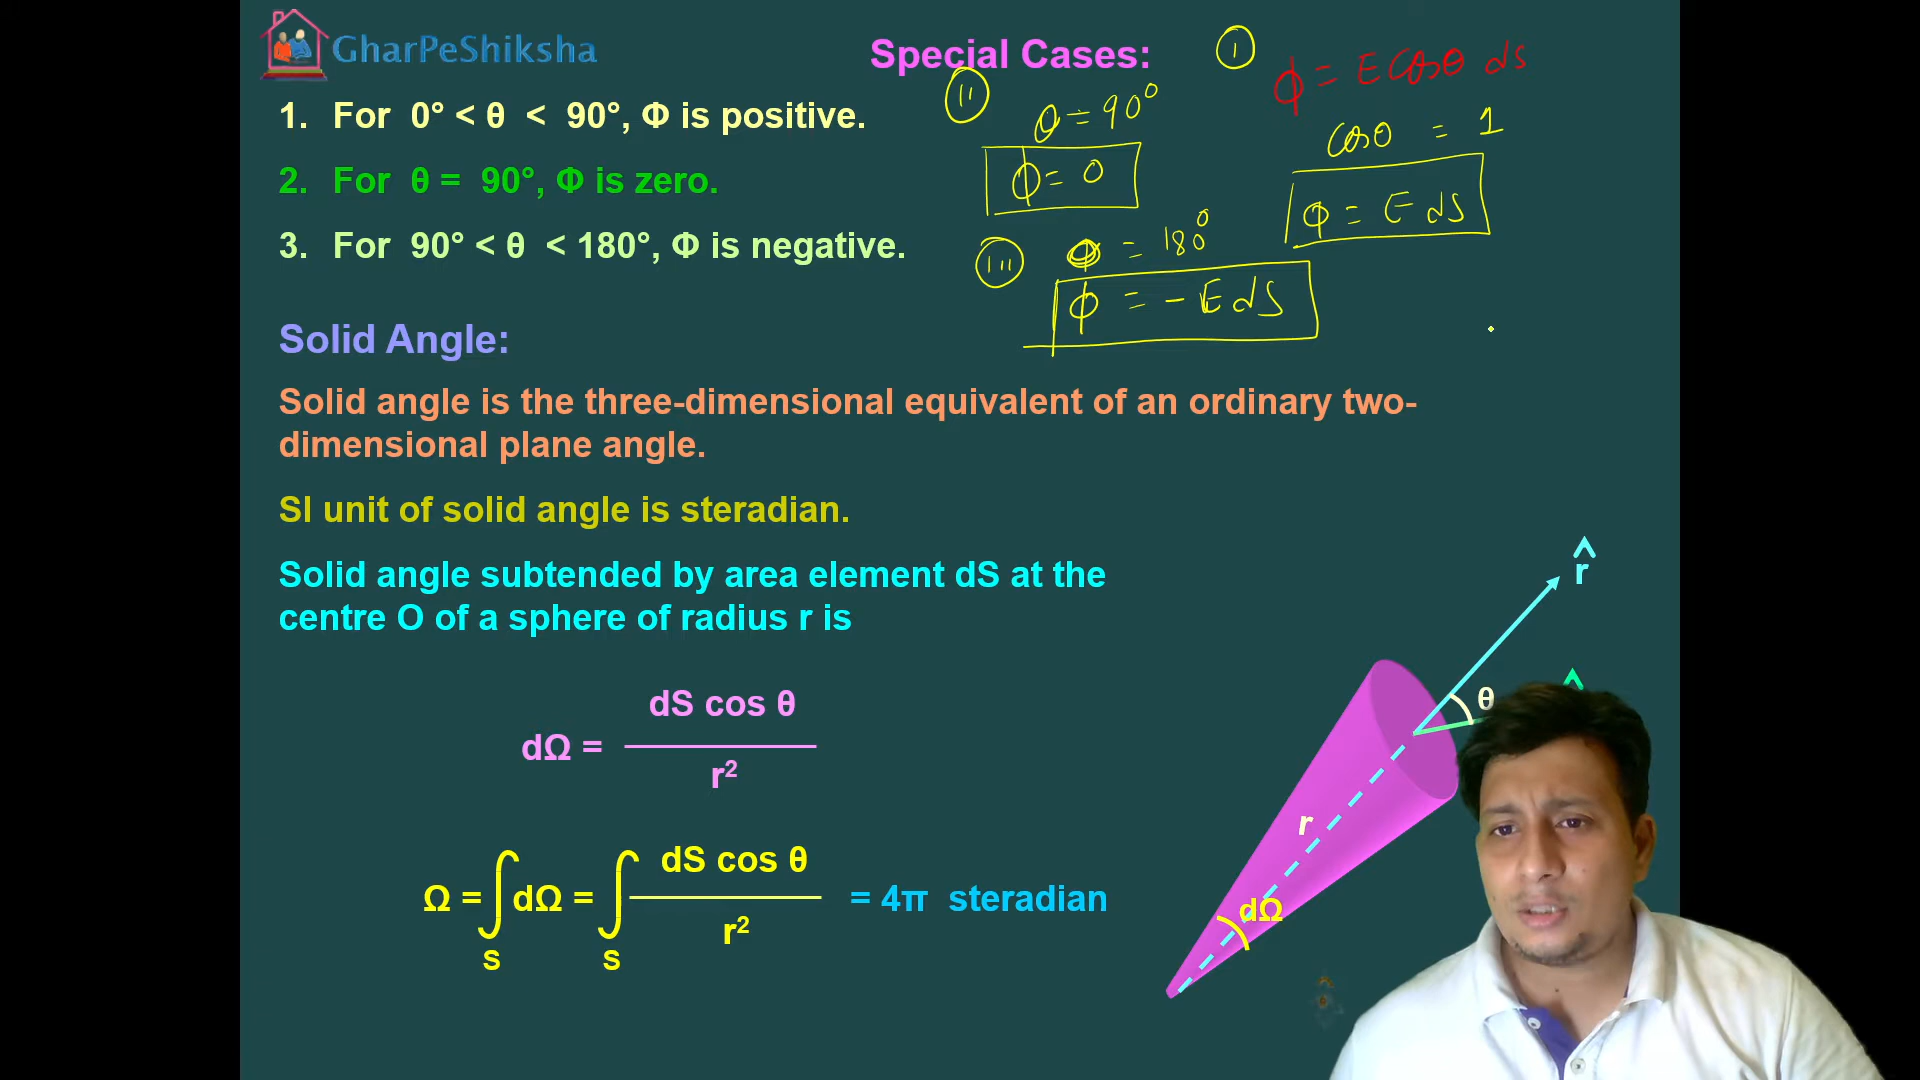 GharPeShiksha
Special Cases:
1. For 0° < θ < 90°, Φ is positive.
2. For θ = 90°, Φ is zero.
3. For 90° < θ < 180°, Φ is negative.
I
ϕ = E cosθ ds
cosθ = 1
ϕ = E dS
II
θ = 90°
ϕ = 0
III
= 180°
ϕ = - E dS
Solid Angle:
Solid angle is the three-dimensional equivalent of an ordinary two-
dimensional plane angle.
SI unit of solid angle is steradian.
Solid angle subtended by area element dS at the
centre O of a sphere of radius r is
dΩ = dS cos θ / r²
Ω = ∫S dΩ = ∫S dS cos θ / r² = 4π steradian
r̂
θ
r
dΩ